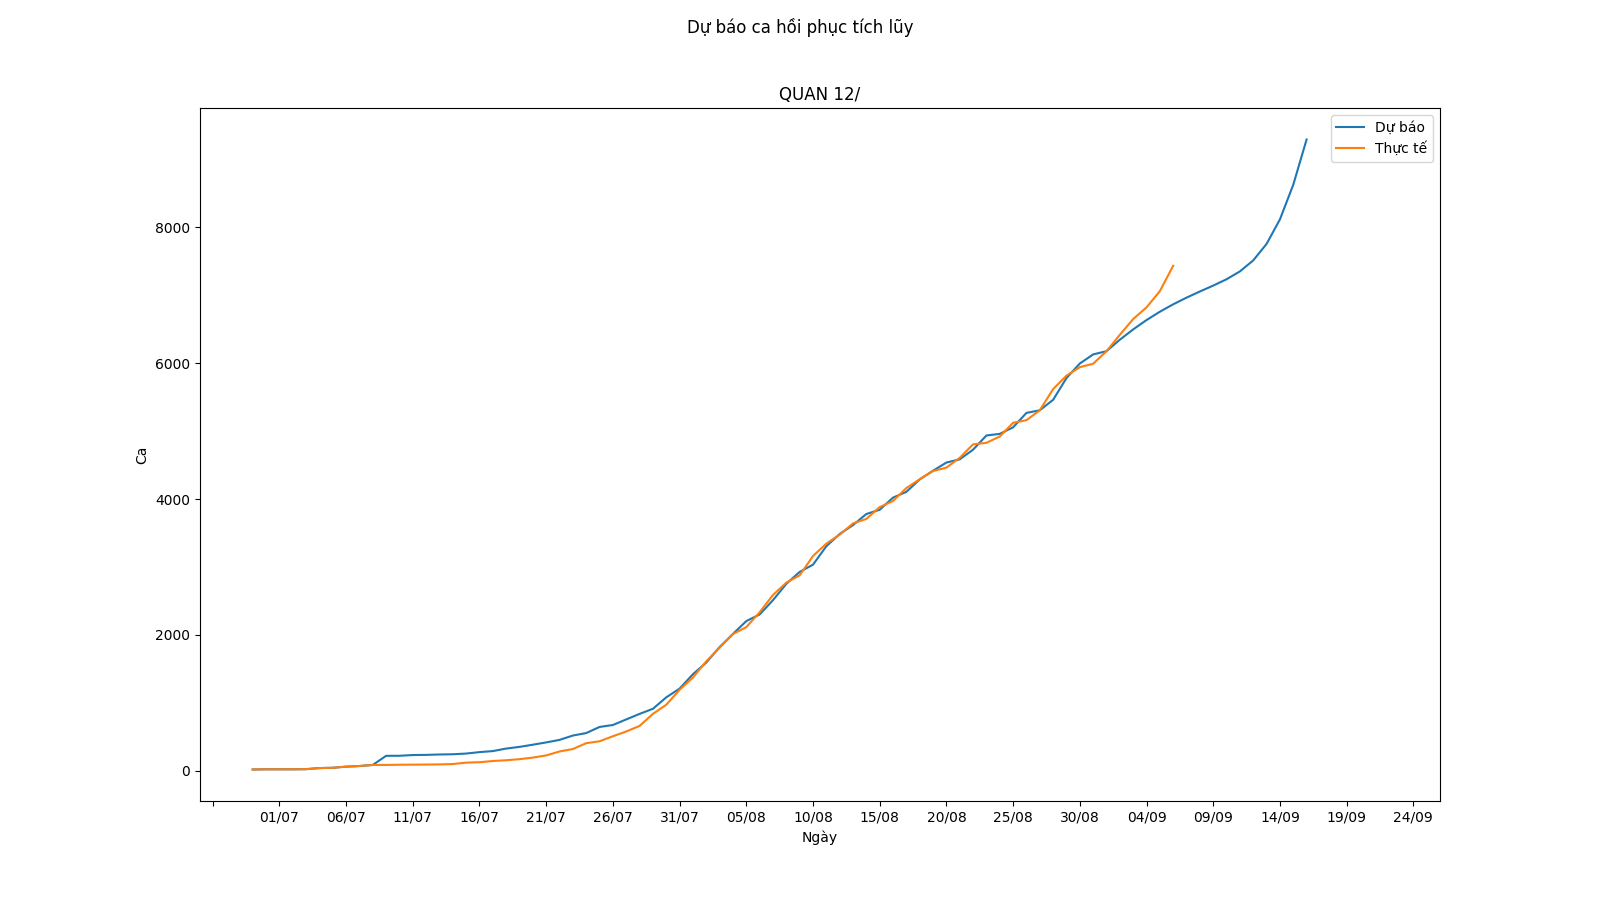 Dự báo ca hồi phục tích lũy
QUAN 12/
Dự báo
Thực tế
8000
6000
4000
2000
0
Ca
01/07 06/07 11/07 16/07 21/07 26/07 31/07 05/08 10/08 15/08 20/08 25/08 30/08 04/09 09/09 14/09 19/09 24/09
Ngày